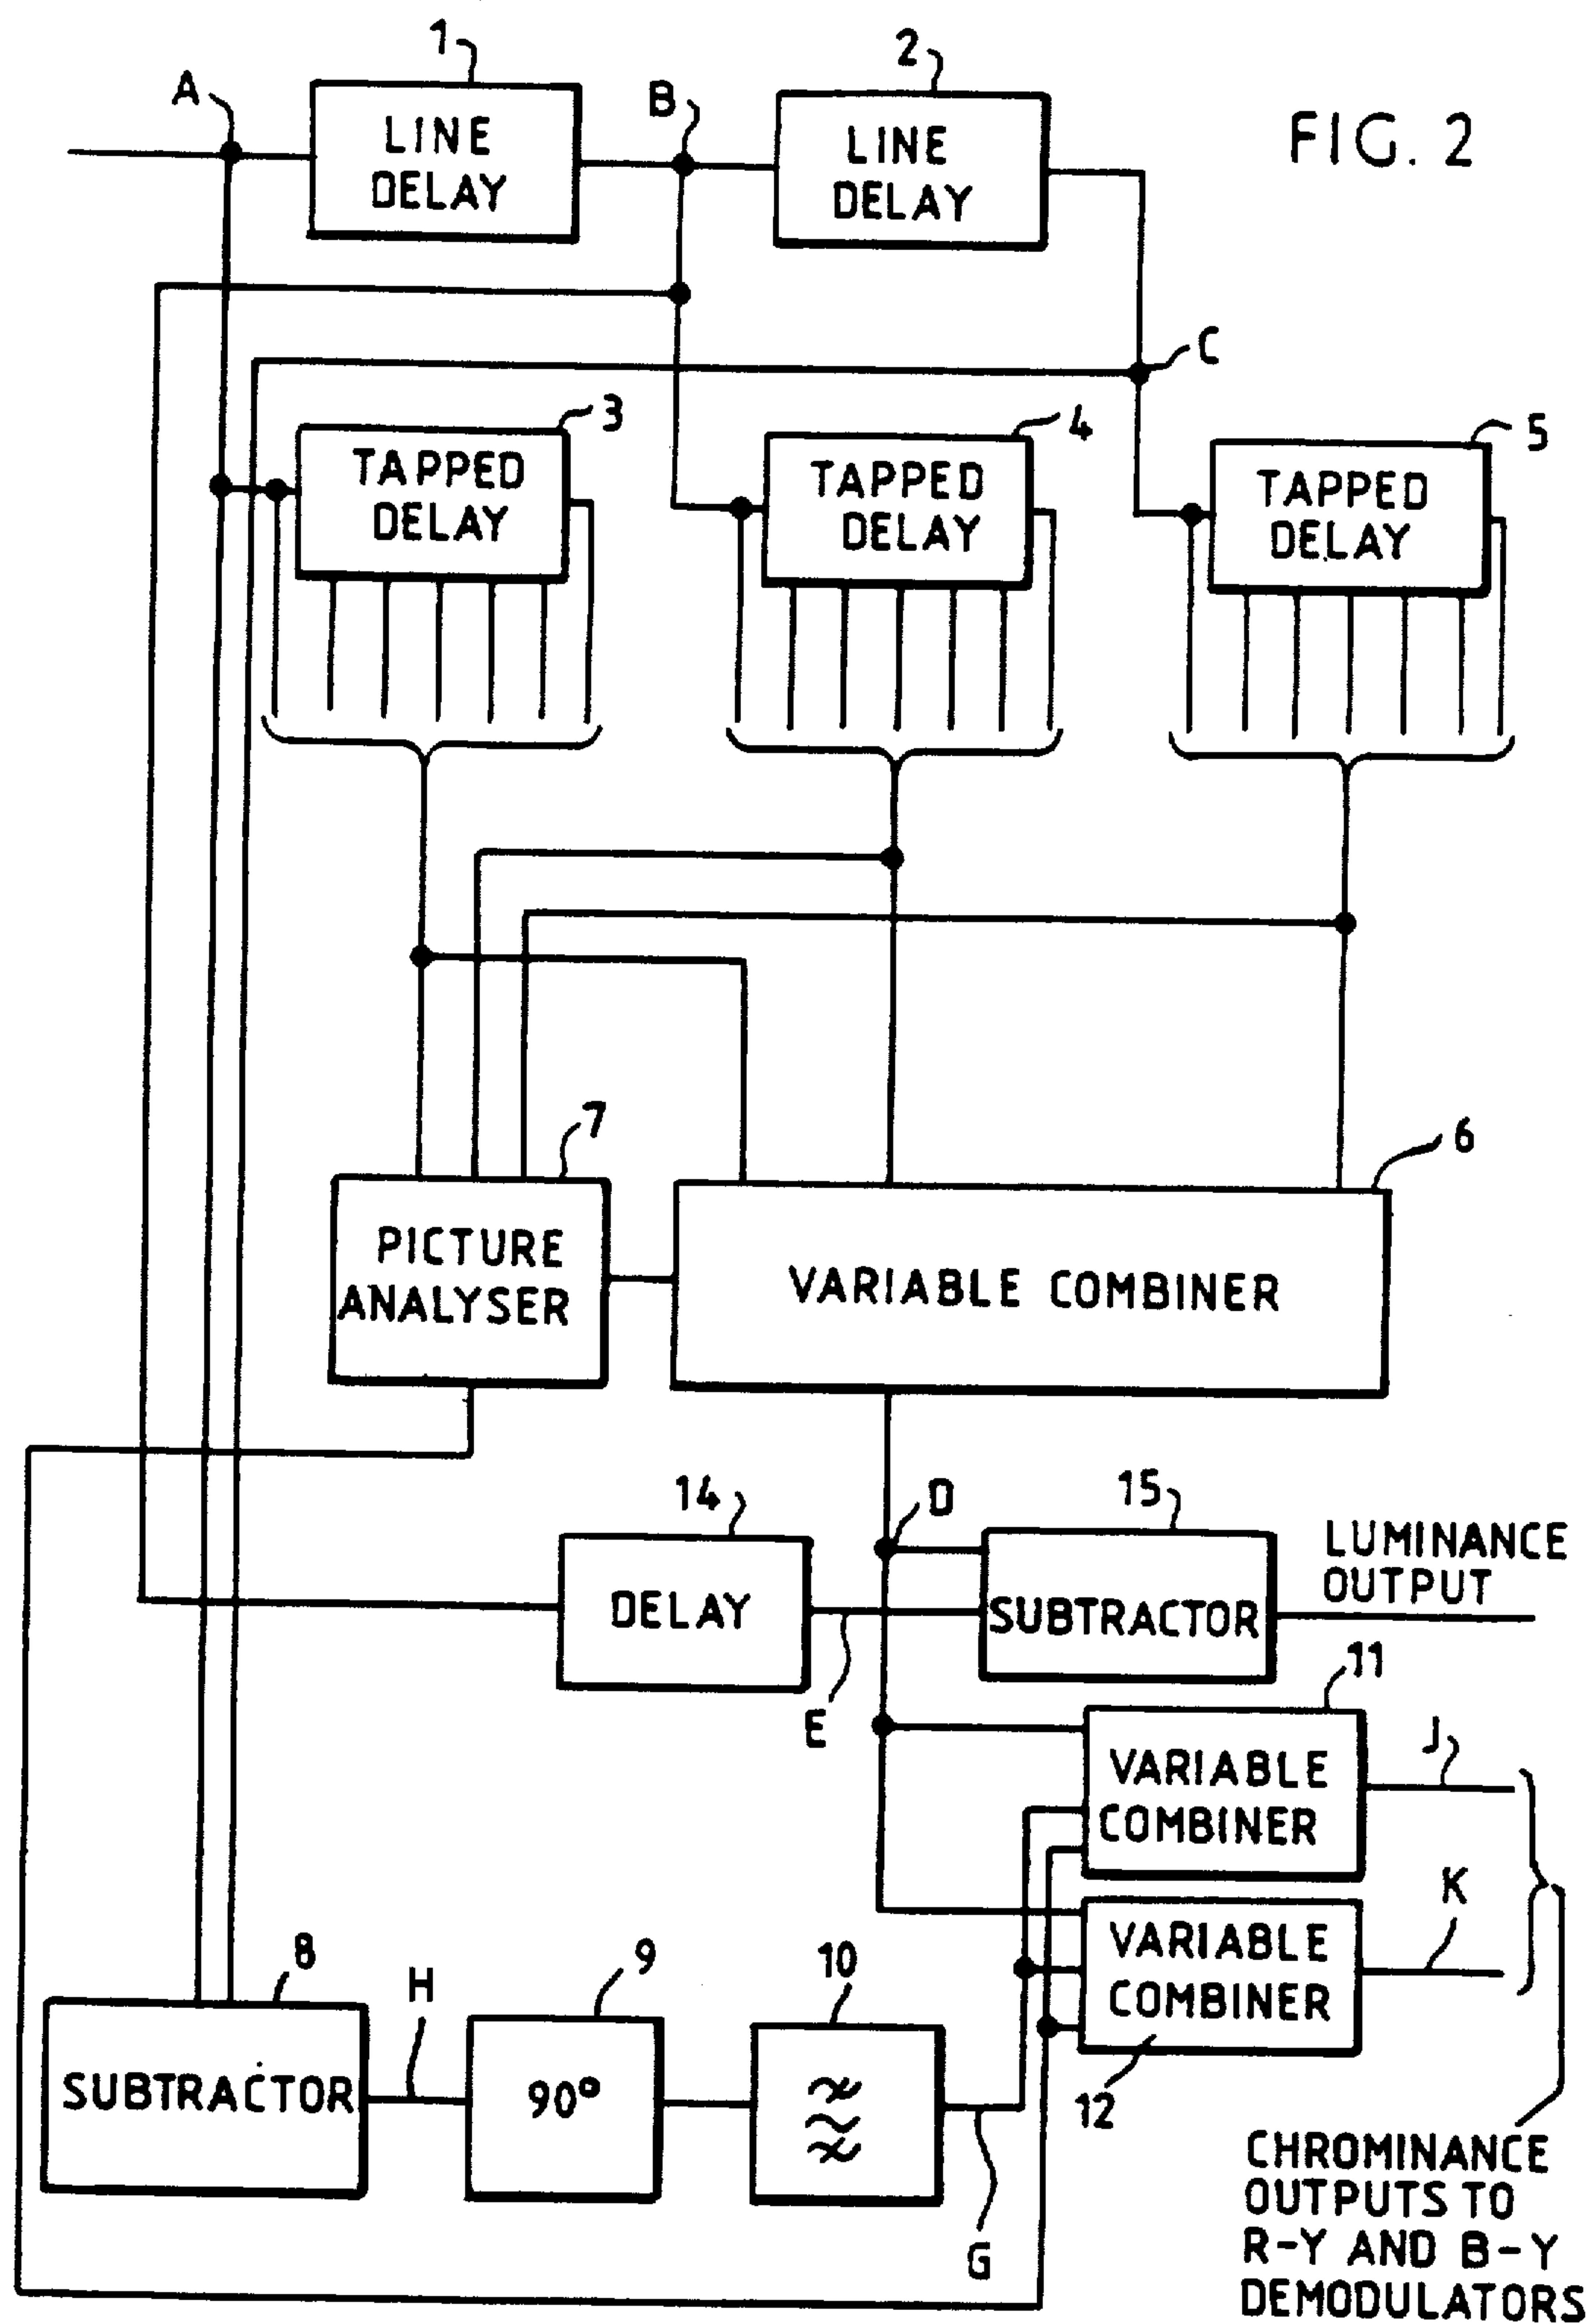 1
2
A
B
FIG. 2
LINE
DELAY
LINE
DELAY
C
3
4
5
TAPPED
DELAY
TAPPED
DELAY
TAPPED
DELAY
7
6
PICTURE
ANALYSER
VARIABLE COMBINER
14
D
15
LUMINANCE
OUTPUT
DELAY
SUBTRACTOR
E
11
J
VARIABLE
COMBINER
K
8
H
9
10
VARIABLE
COMBINER
SUBTRACTOR
90°
12
G
CHROMINANCE
OUTPUTS TO
R-Y AND B-Y
DEMODULATORS